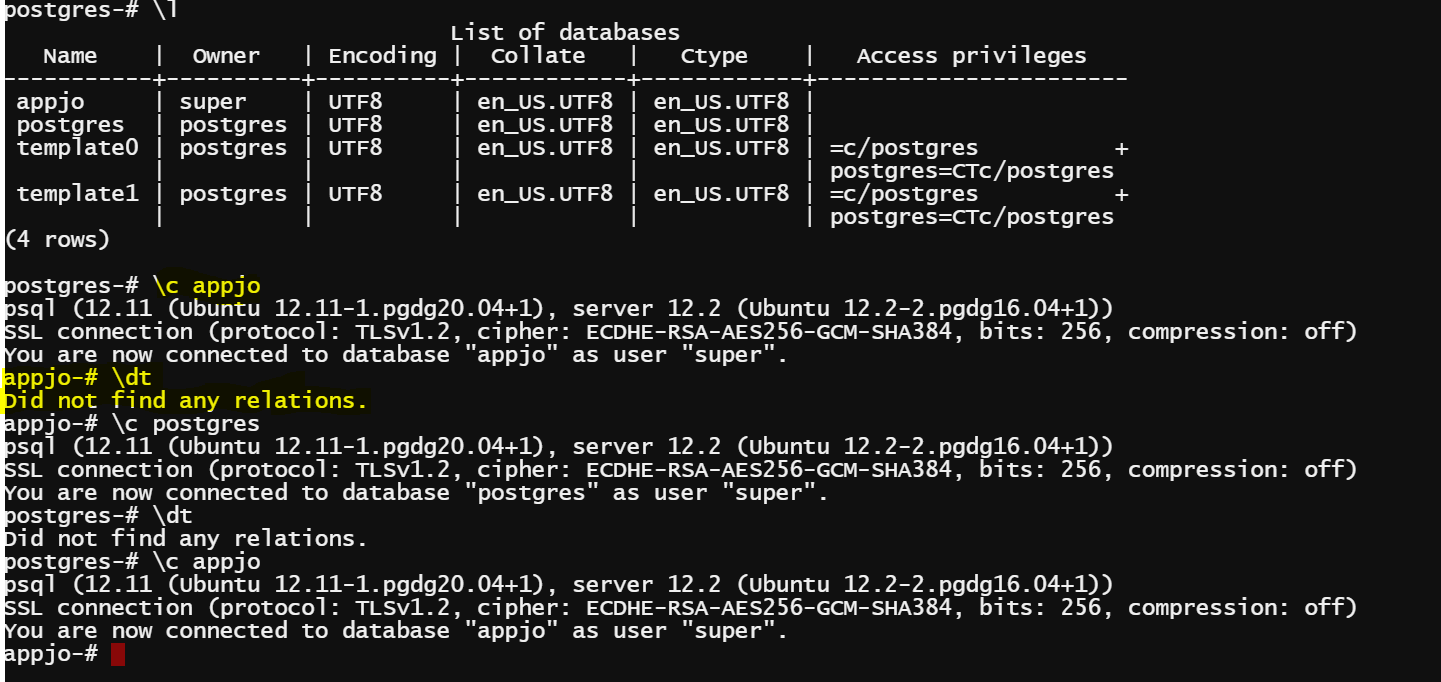 postgres-# \l
                                 List of databases
   Name    |  Owner   | Encoding |  Collate   |   Ctype    |   Access privileges
-----------+----------+----------+------------+------------+-----------------------
 appjo     | super    | UTF8     | en_US.UTF8 | en_US.UTF8 |
 postgres  | postgres | UTF8     | en_US.UTF8 | en_US.UTF8 |
 template0 | postgres | UTF8     | en_US.UTF8 | en_US.UTF8 | =c/postgres          +
           |          |          |            |            | postgres=CTc/postgres
 template1 | postgres | UTF8     | en_US.UTF8 | en_US.UTF8 | =c/postgres          +
           |          |          |            |            | postgres=CTc/postgres
(4 rows)

postgres-# \c appjo
psql (12.11 (Ubuntu 12.11-1.pgdg20.04+1), server 12.2 (Ubuntu 12.2-2.pgdg16.04+1))
SSL connection (protocol: TLSv1.2, cipher: ECDHE-RSA-AES256-GCM-SHA384, bits: 256, compression: off)
You are now connected to database "appjo" as user "super".
appjo-# \dt
Did not find any relations.
appjo-# \c postgres
psql (12.11 (Ubuntu 12.11-1.pgdg20.04+1), server 12.2 (Ubuntu 12.2-2.pgdg16.04+1))
SSL connection (protocol: TLSv1.2, cipher: ECDHE-RSA-AES256-GCM-SHA384, bits: 256, compression: off)
You are now connected to database "postgres" as user "super".
postgres-# \dt
Did not find any relations.
postgres-# \c appjo
psql (12.11 (Ubuntu 12.11-1.pgdg20.04+1), server 12.2 (Ubuntu 12.2-2.pgdg16.04+1))
SSL connection (protocol: TLSv1.2, cipher: ECDHE-RSA-AES256-GCM-SHA384, bits: 256, compression: off)
You are now connected to database "appjo" as user "super".
appjo-#